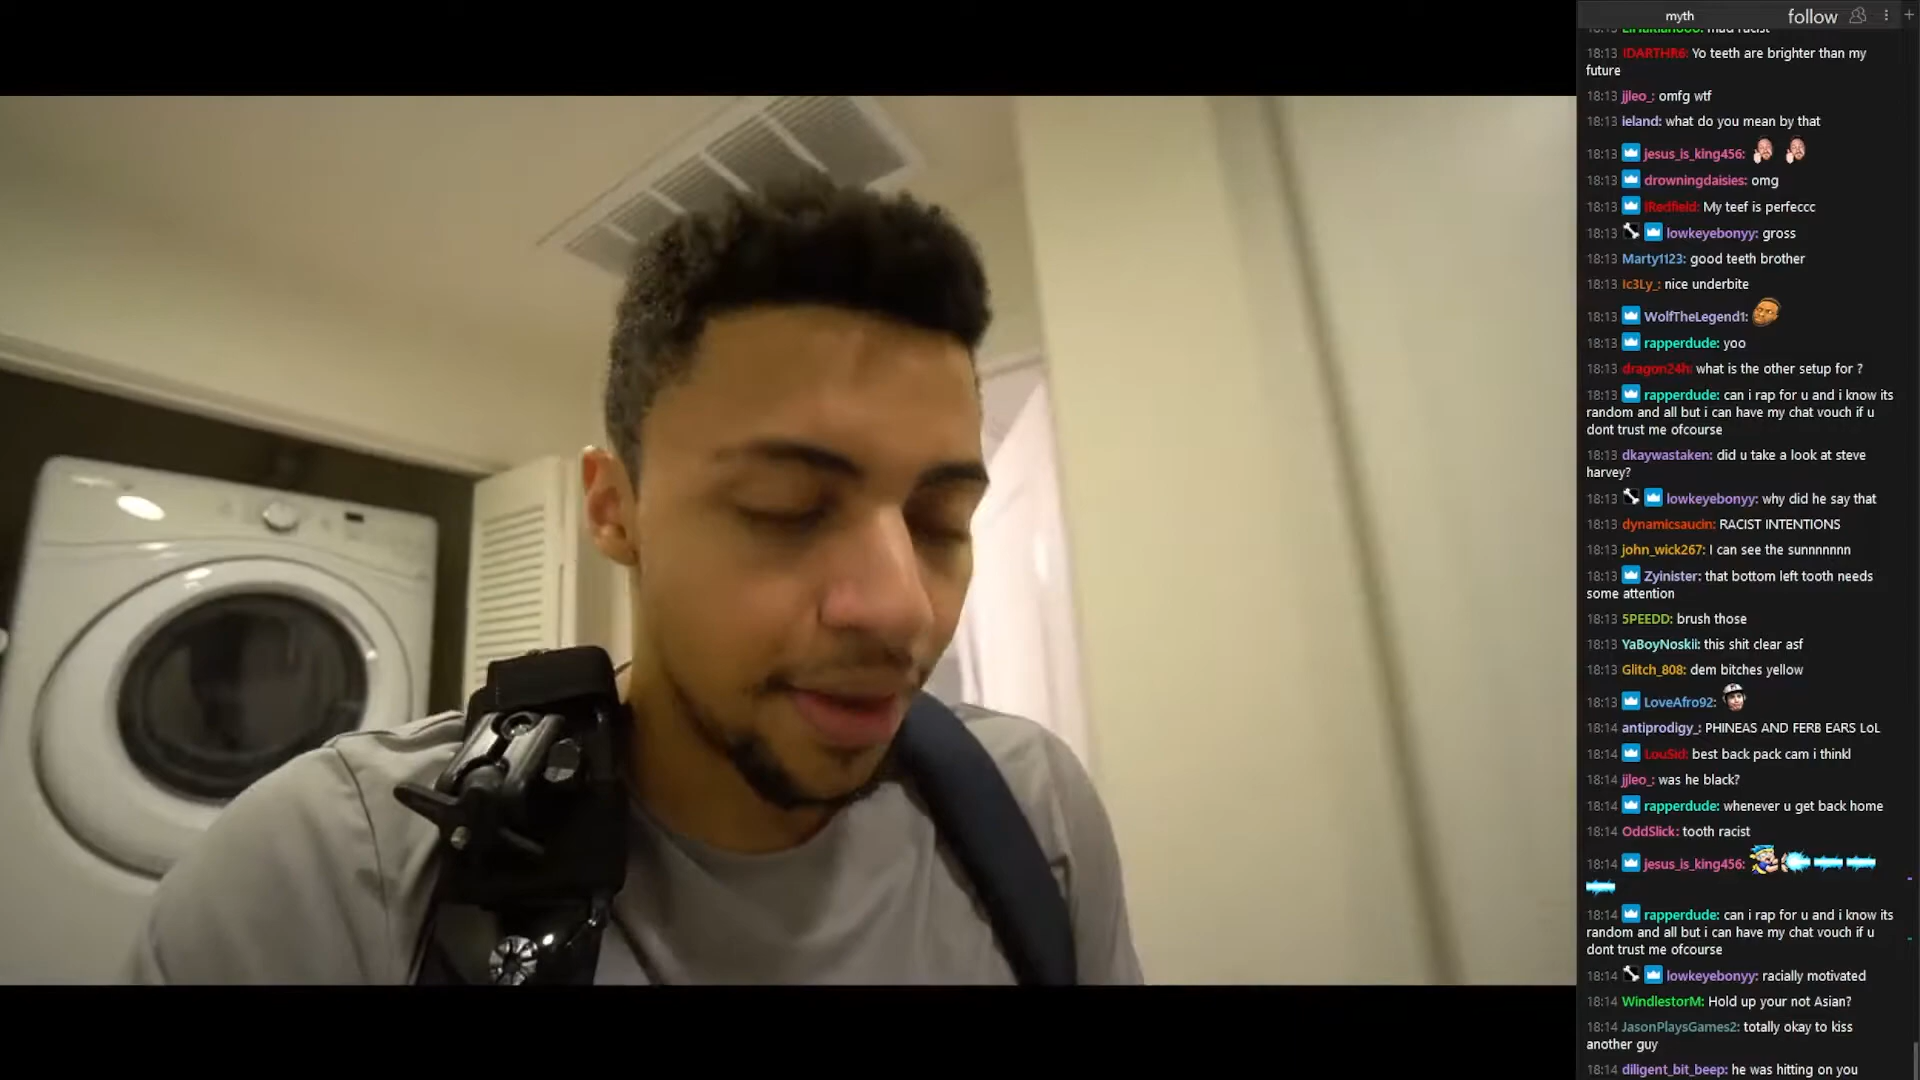 myth
follow
18:13 !DARTHR6: Yo teeth are brighter than my
future
18:13 jjleo_: omfg wtf
18:13 ieland: what do you mean by that
18:13 jesus_is_king456:
18:13 drowningdaisies: omg
18:13 IRedfield: My teef is perfeccc
18:13 lowkeyebonyy: gross
18:13 Marty1123: good teeth brother
18:13 Ic3Ly_: nice underbite
18:13 WolfTheLegend1:
18:13 rapperdude: yoo
18:13 dragon24h: what is the other setup for ?
18:13 rapperdude: can i rap for u and i know its
random and all but i can have my chat vouch if u
dont trust me ofcourse
18:13 dkaywastaken: did u take a look at steve
harvey?
18:13 lowkeyebonyy: why did he say that
18:13 dynamicsaucin: RACIST INTENTIONS
18:13 john_wick267: I can see the sunnnnnnn
18:13 Zyinister: that bottom left tooth needs
some attention
18:13 5PEEDD: brush those
18:13 YaBoyNoskii: this shit clear asf
18:13 Glitch_808: dem bitches yellow
18:13 LoveAfro92:
18:14 antiprodigy_: PHINEAS AND FERB EARS LoL
18:14 LouSid: best back pack cam i thinkl
18:14 jjleo_: was he black?
18:14 rapperdude: whenever u get back home
18:14 OddSlick: tooth racist
18:14 jesus_is_king456:
18:14 rapperdude: can i rap for u and i know its
random and all but i can have my chat vouch if u
dont trust me ofcourse
18:14 lowkeyebonyy: racially motivated
18:14 WindlestorM: Hold up your not Asian?
18:14 JasonPlaysGames2: totally okay to kiss
another guy
18:14 diligent_bit_beep: he was hitting on you